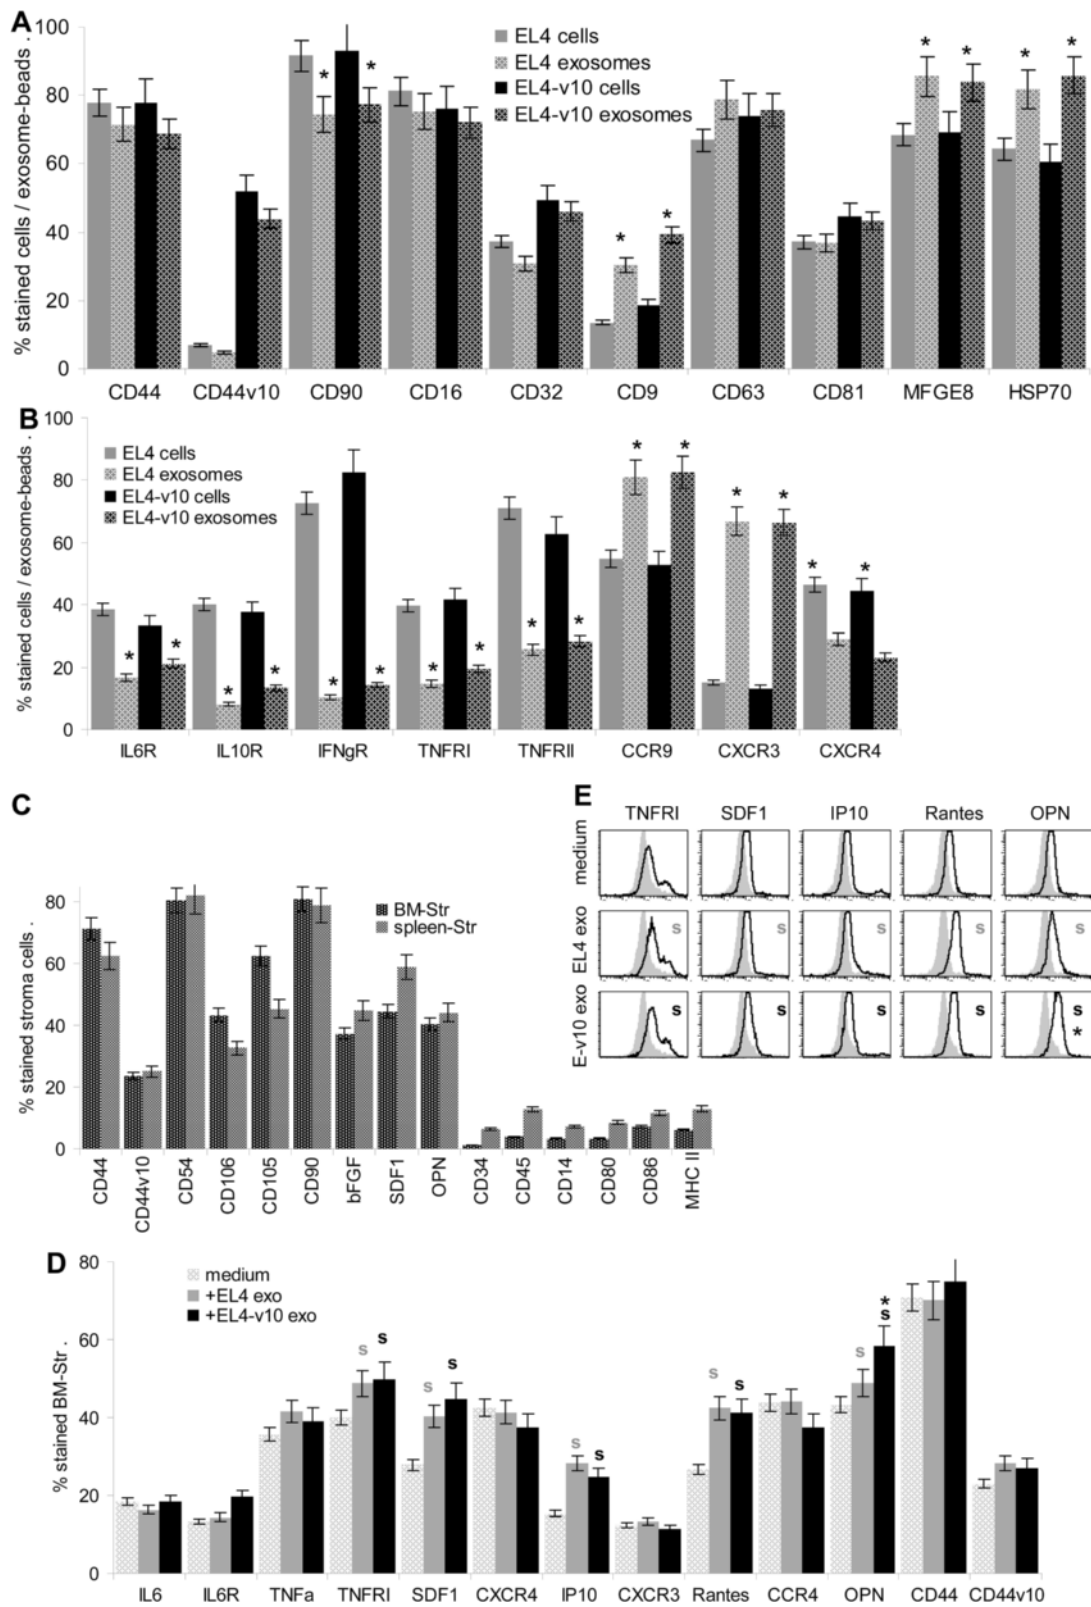 A
% stained cells / exosome-beads .
100
80
60
40
20
0
EL4 cells
EL4 exosomes
EL4-v10 cells
EL4-v10 exosomes
* * * * * * * *
CD44 CD44v10 CD90 CD16 CD32 CD9 CD63 CD81 MFGE8 HSP70
B
% stained cells / exosome-beads .
100
80
60
40
20
0
EL4 cells
EL4 exosomes
EL4-v10 cells
EL4-v10 exosomes
* * * * * * * * * * * * * * * *
IL6R IL10R IFNgR TNFRI TNFRII CCR9 CXCR3 CXCR4
C
% stained stroma cells .
80
60
40
20
0
BM-Str
spleen-Str
CD44 CD44v10 CD54 CD106 CD105 CD90 bFGF SDF1 OPN CD34 CD45 CD14 CD80 CD86 MHC II
E
TNFRI SDF1 IP10 Rantes OPN
medium
EL4 exo
s s s s s
E-v10 exo
s s s s s
*
D
% stained BM-Str .
80
60
40
20
0
medium
+EL4 exo
+EL4-v10 exo
s s s s s s s s s s
*
IL6 IL6R TNFa TNFRI SDF1 CXCR4 IP10 CXCR3 Rantes CCR4 OPN CD44 CD44v10